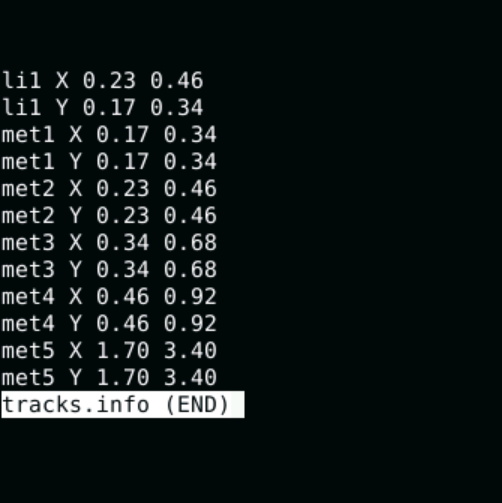 li1 X 0.23 0.46
li1 Y 0.17 0.34
met1 X 0.17 0.34
met1 Y 0.17 0.34
met2 X 0.23 0.46
met2 Y 0.23 0.46
met3 X 0.34 0.68
met3 Y 0.34 0.68
met4 X 0.46 0.92
met4 Y 0.46 0.92
met5 X 1.70 3.40
met5 Y 1.70 3.40
tracks.info (END)